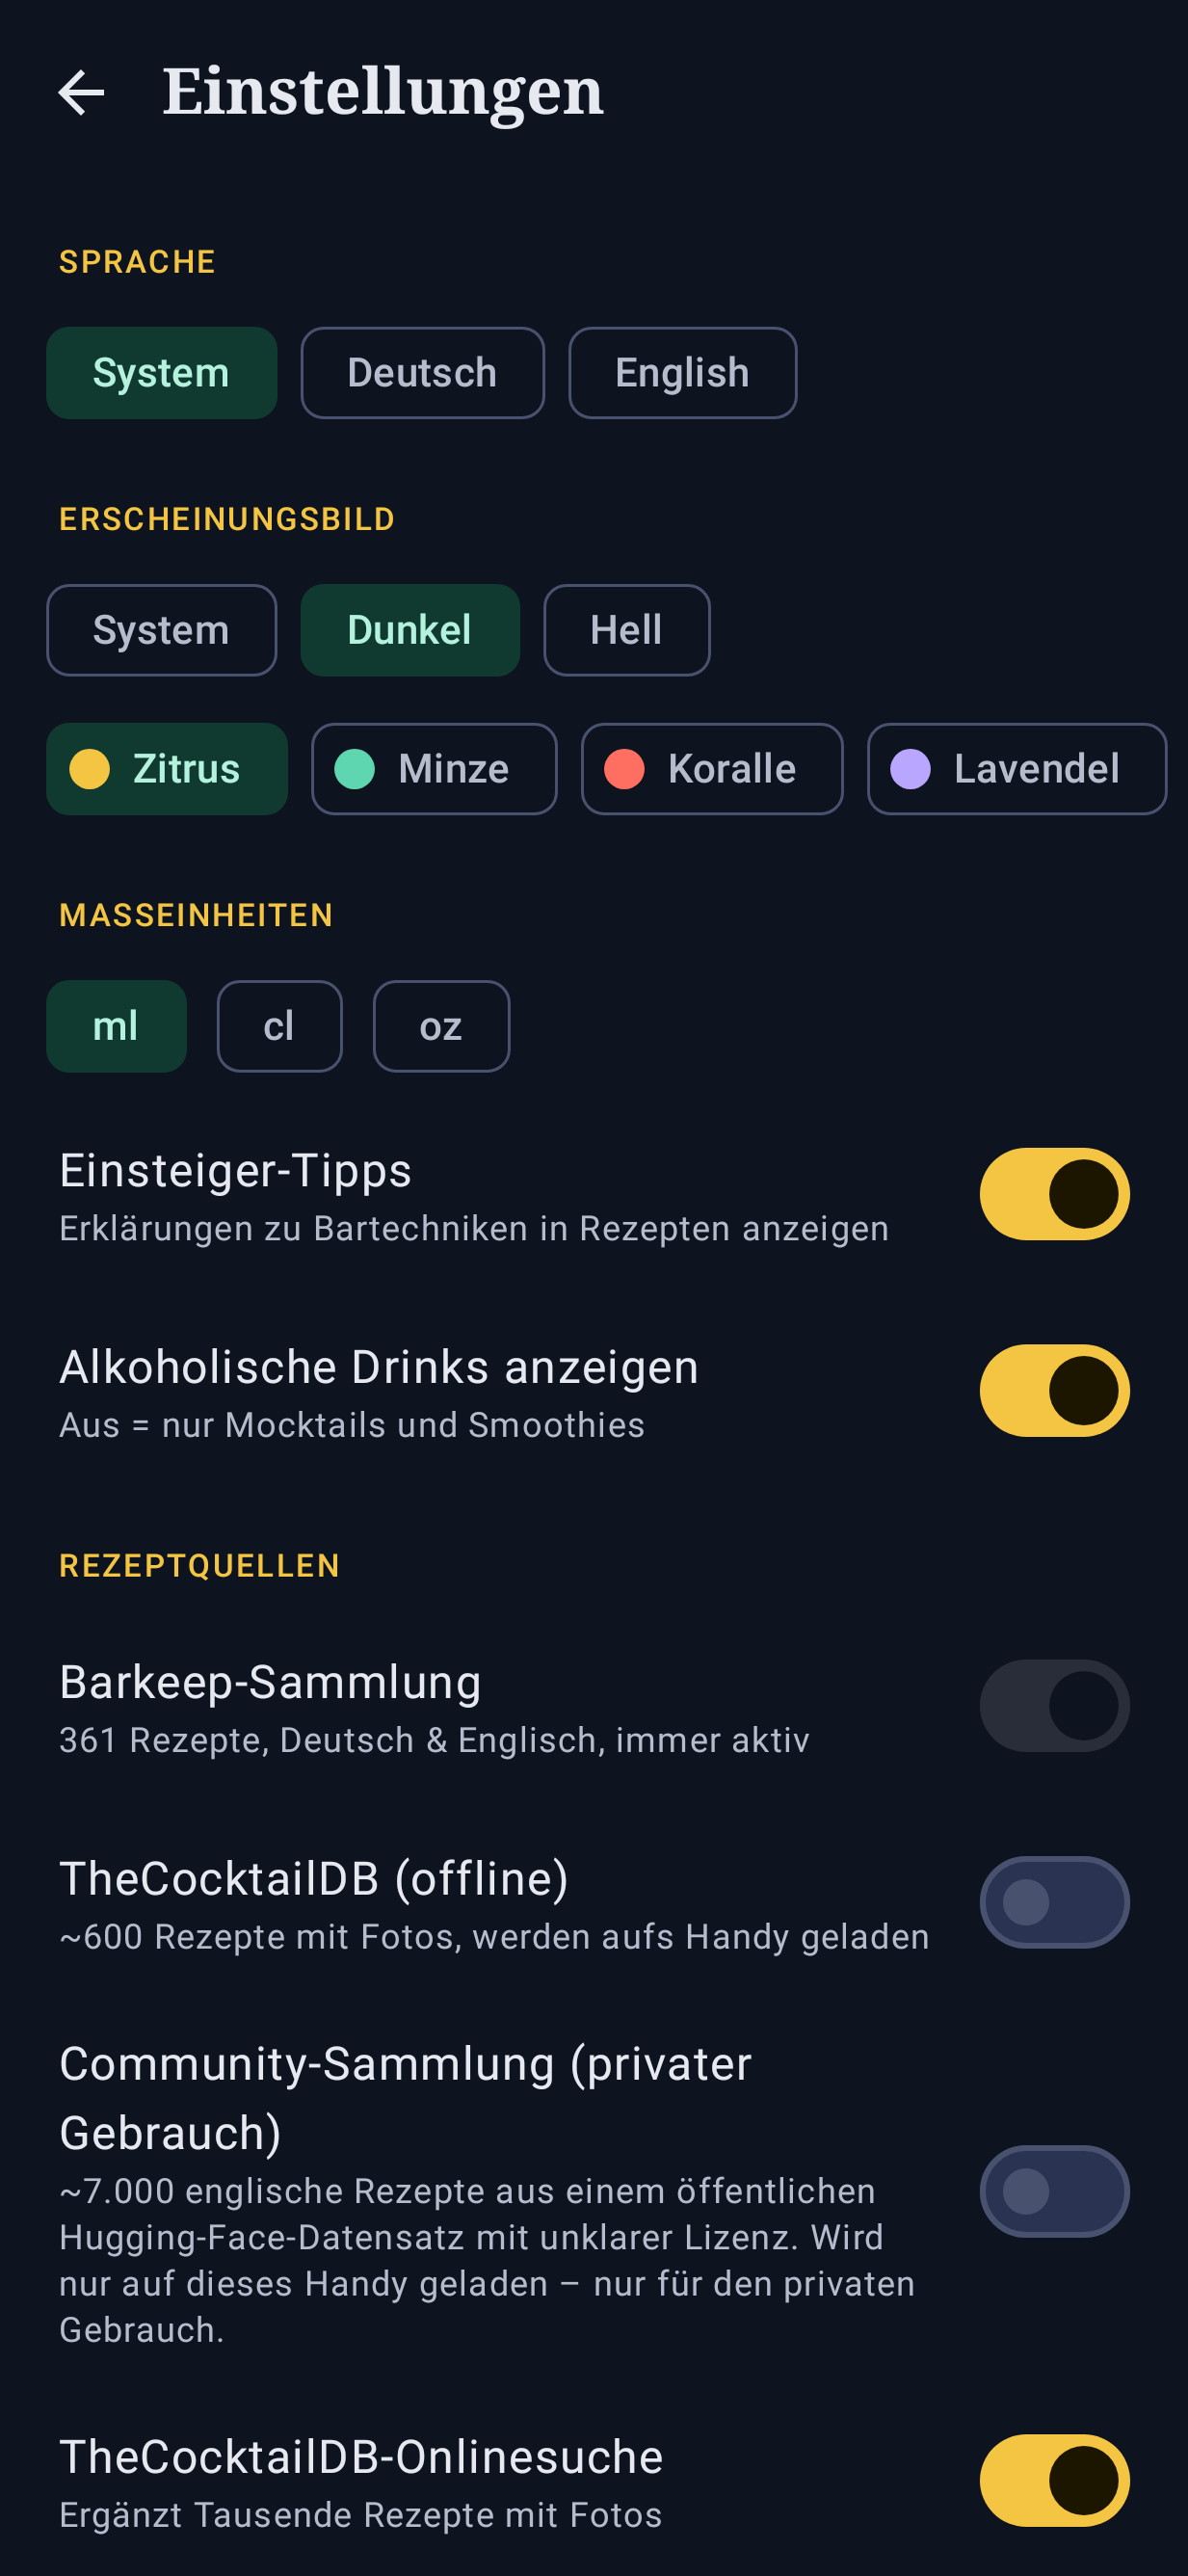 Einstellungen
SPRACHE
System Deutsch English
ERSCHEINUNGSBILD
System Dunkel Hell
Zitrus Minze Koralle Lavendel
MASSEINHEITEN
ml cl oz
Einsteiger-Tipps
Erklärungen zu Bartechniken in Rezepten anzeigen
Alkoholische Drinks anzeigen
Aus = nur Mocktails und Smoothies
REZEPTQUELLEN
Barkeep-Sammlung
361 Rezepte, Deutsch & Englisch, immer aktiv
TheCocktailDB (offline)
~600 Rezepte mit Fotos, werden aufs Handy geladen
Community-Sammlung (privater
Gebrauch)
~7.000 englische Rezepte aus einem öffentlichen
Hugging-Face-Datensatz mit unklarer Lizenz. Wird
nur auf dieses Handy geladen – nur für den privaten
Gebrauch.
TheCocktailDB-Onlinesuche
Ergänzt Tausende Rezepte mit Fotos